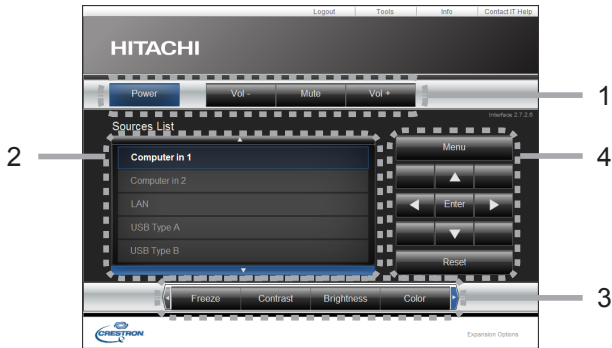 Logout Tools Info Contact IT Help
HITACHI
Power Vol - Mute Vol + 1
Interface 2.7.2.6
Sources List
2
Computer in 1
Computer in 2
LAN
USB Type A
USB Type B
Menu
4
Enter
Reset
Freeze Contrast Brightness Color 3
CRESTRON
Expansion Options